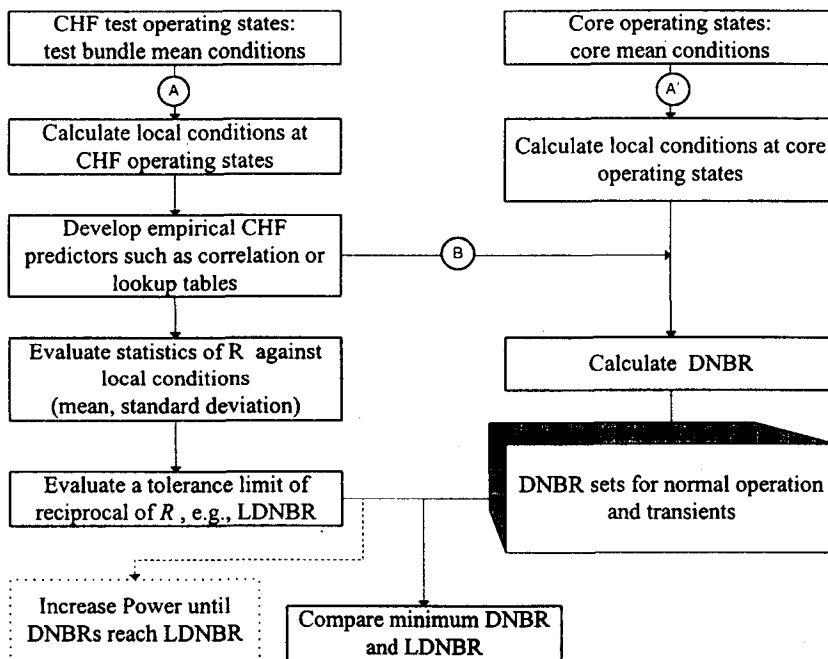 CHF test operating states:
test bundle mean conditions
A
Calculate local conditions at
CHF operating states
Develop empirical CHF
predictors such as correlation or
lookup tables
B
Evaluate statistics of R against
local conditions
(mean, standard deviation)
Evaluate a tolerance limit of
reciprocal of R , e.g., LDNBR
Increase Power until
DNBRs reach LDNBR
Core operating states:
core mean conditions
A'
Calculate local conditions at core
operating states
Calculate DNBR
DNBR sets for normal operation
and transients
Compare minimum DNBR
and LDNBR